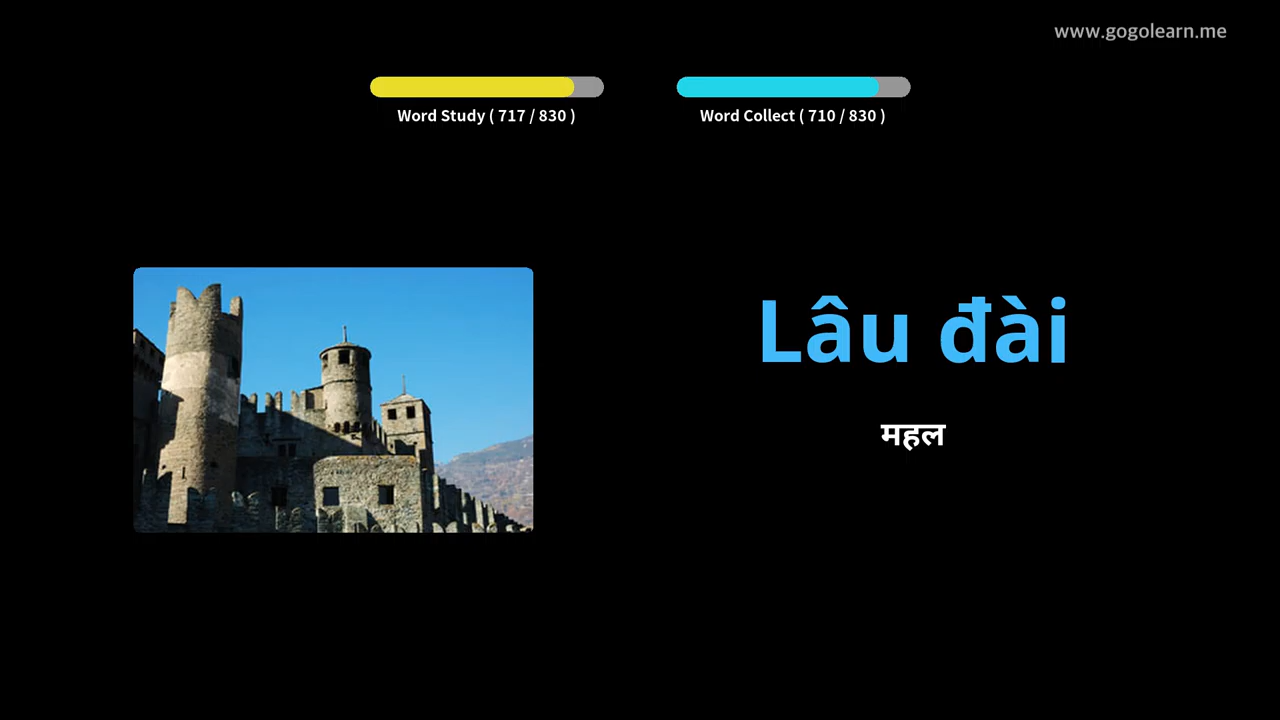 www.gogolearn.me
Word Study ( 717 / 830 )
Word Collect ( 710 / 830 )
Lâu đài
महल